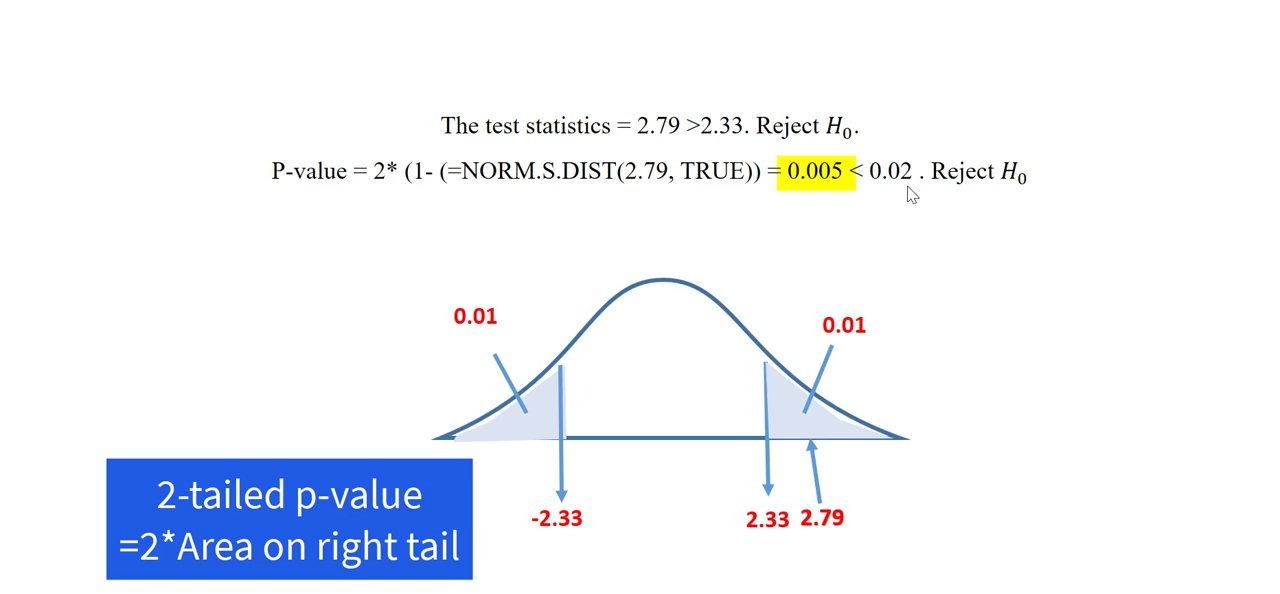 The test statistics = 2.79 >2.33. Reject H₀.
P-value = 2* (1- (=NORM.S.DIST(2.79, TRUE)) = 0.005 < 0.02 . Reject H₀
0.01
0.01
-2.33
2.33
2.79
2-tailed p-value
=2*Area on right tail